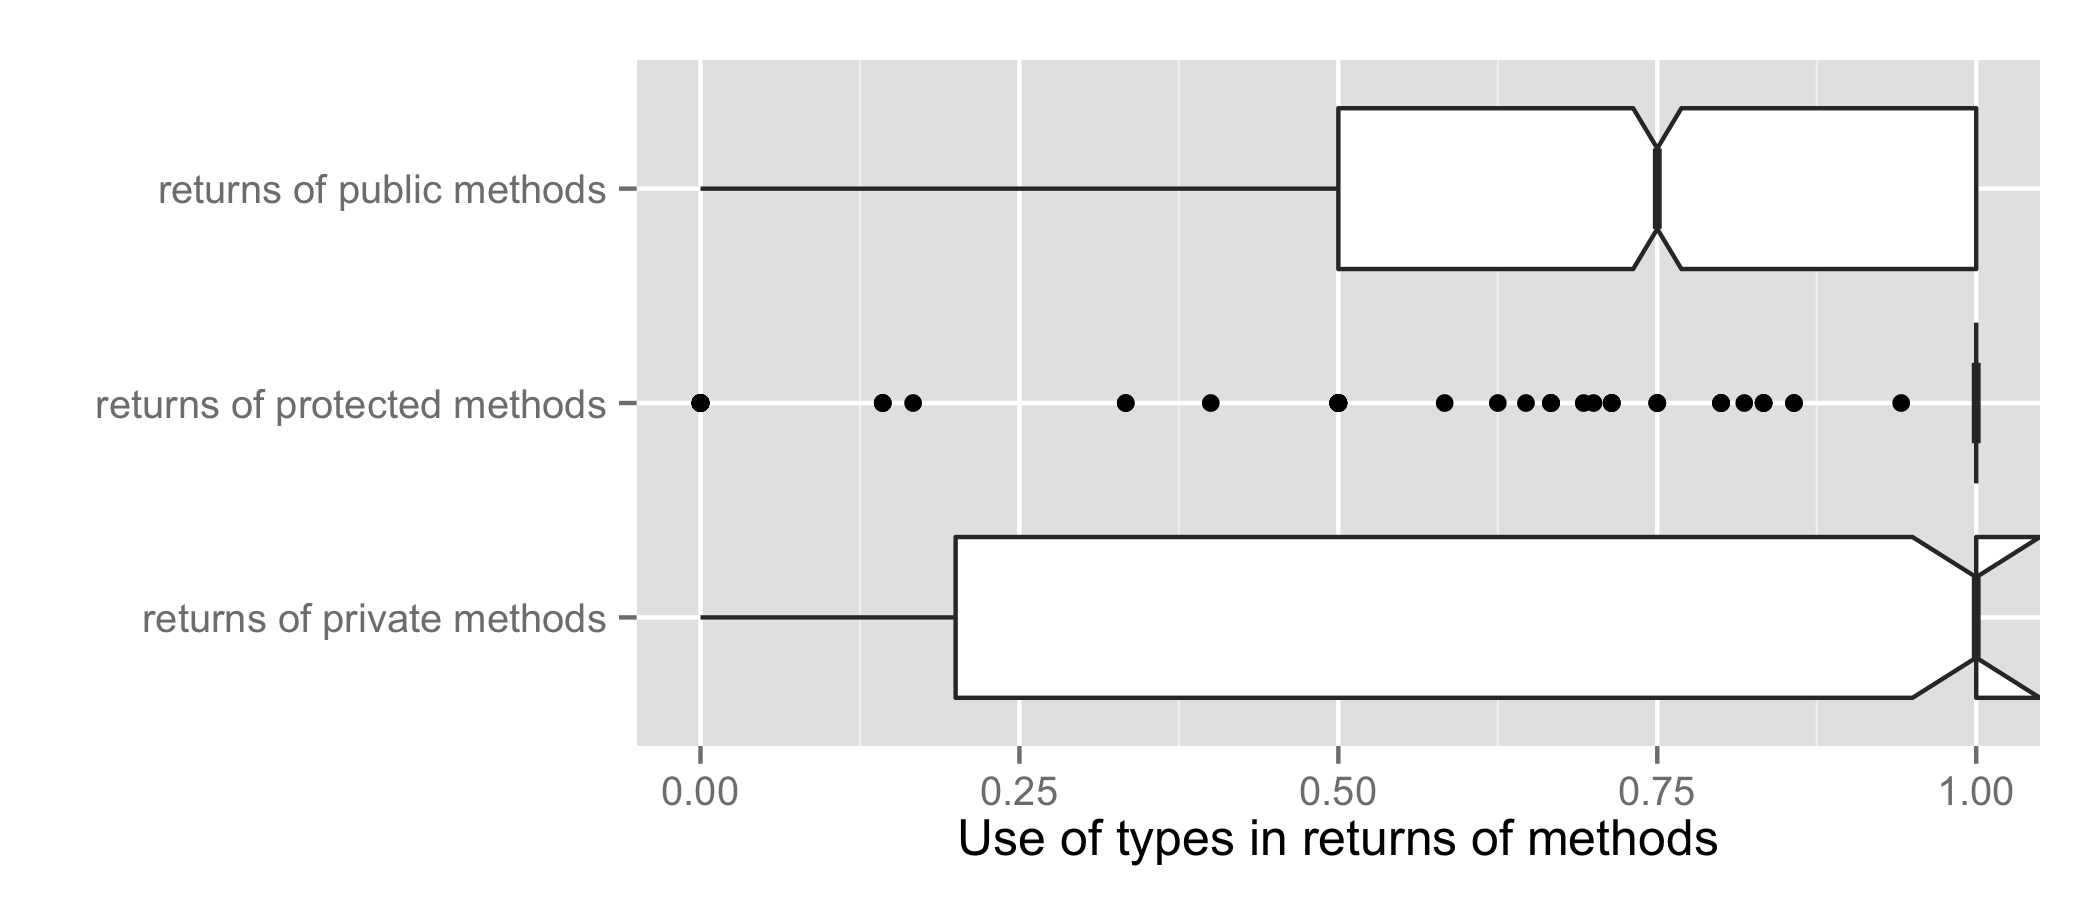 returns of public methods
returns of protected methods
returns of private methods
0.00 0.25 0.50 0.75 1.00
Use of types in returns of methods